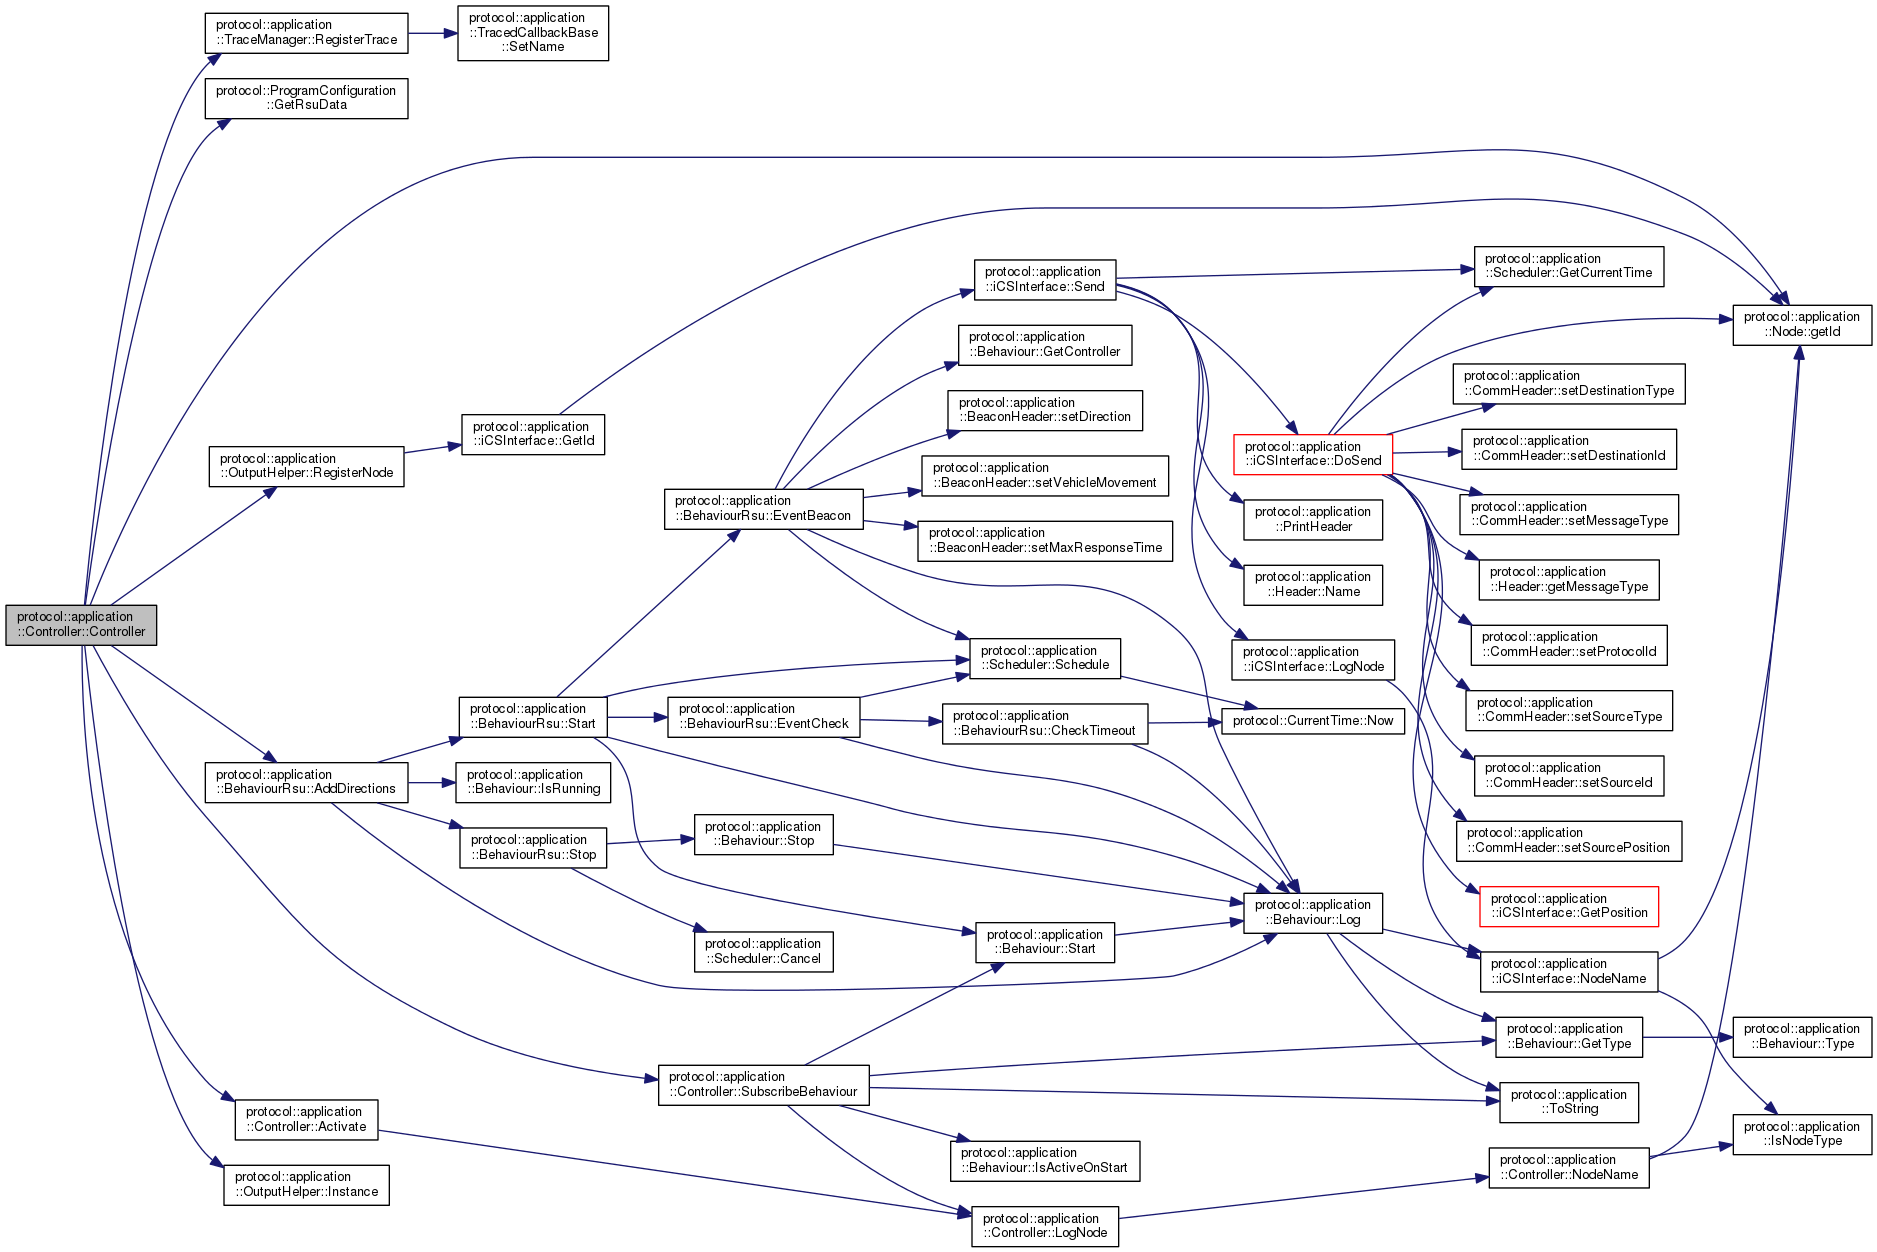 protocol::application
::Controller::Controller
protocol::application
::TraceManager::RegisterTrace
protocol::application
::TracedCallbackBase
::SetName
protocol::ProgramConfiguration
::GetRsuData
protocol::application
::OutputHelper::RegisterNode
protocol::application
::iCSInterface::GetId
protocol::application
::BehaviourRsu::AddDirections
protocol::application
::BehaviourRsu::Start
protocol::application
::Behaviour::IsRunning
protocol::application
::BehaviourRsu::Stop
protocol::application
::Controller::Activate
protocol::application
::OutputHelper::Instance
protocol::application
::BehaviourRsu::EventBeacon
protocol::application
::BehaviourRsu::EventCheck
protocol::application
::Behaviour::Stop
protocol::application
::Scheduler::Cancel
protocol::application
::Controller::SubscribeBehaviour
protocol::application
::iCSInterface::Send
protocol::application
::Behaviour::GetController
protocol::application
::BeaconHeader::setDirection
protocol::application
::BeaconHeader::setVehicleMovement
protocol::application
::BeaconHeader::setMaxResponseTime
protocol::application
::Scheduler::Schedule
protocol::application
::BehaviourRsu::CheckTimeout
protocol::application
::Behaviour::Start
protocol::application
::Behaviour::IsActiveOnStart
protocol::application
::Controller::LogNode
protocol::application
::iCSInterface::DoSend
protocol::application
::PrintHeader
protocol::application
::Header::Name
protocol::application
::iCSInterface::LogNode
protocol::CurrentTime::Now
protocol::application
::Behaviour::Log
protocol::application
::Scheduler::GetCurrentTime
protocol::application
::CommHeader::setDestinationType
protocol::application
::CommHeader::setDestinationId
protocol::application
::CommHeader::setMessageType
protocol::application
::Header::getMessageType
protocol::application
::CommHeader::setProtocolId
protocol::application
::CommHeader::setSourceType
protocol::application
::CommHeader::setSourceId
protocol::application
::CommHeader::setSourcePosition
protocol::application
::iCSInterface::GetPosition
protocol::application
::iCSInterface::NodeName
protocol::application
::Behaviour::GetType
protocol::application
::ToString
protocol::application
::Controller::NodeName
protocol::application
::Node::getId
protocol::application
::Behaviour::Type
protocol::application
::IsNodeType